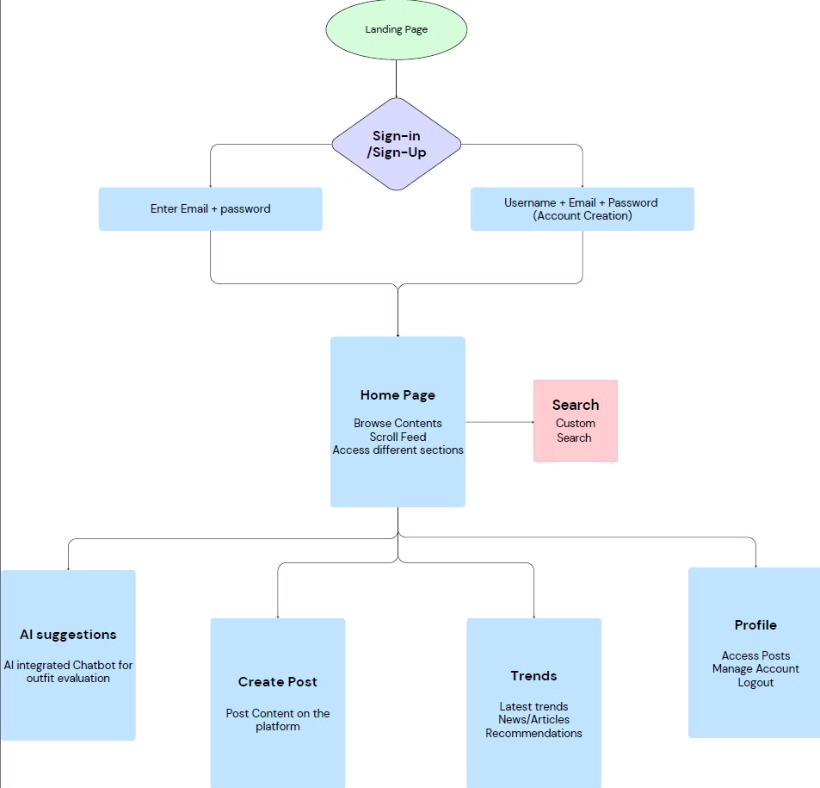 Landing Page
Sign-in
/Sign-Up
Enter Email + password
Username + Email + Password
(Account Creation)
Home Page
Browse Contents
Scroll Feed
Access different sections
Search
Custom
Search
AI suggestions
AI integrated Chatbot for
outfit evaluation
Create Post
Post Content on the
platform
Trends
Latest trends
News/Articles
Recommendations
Profile
Access Posts
Manage Account
Logout